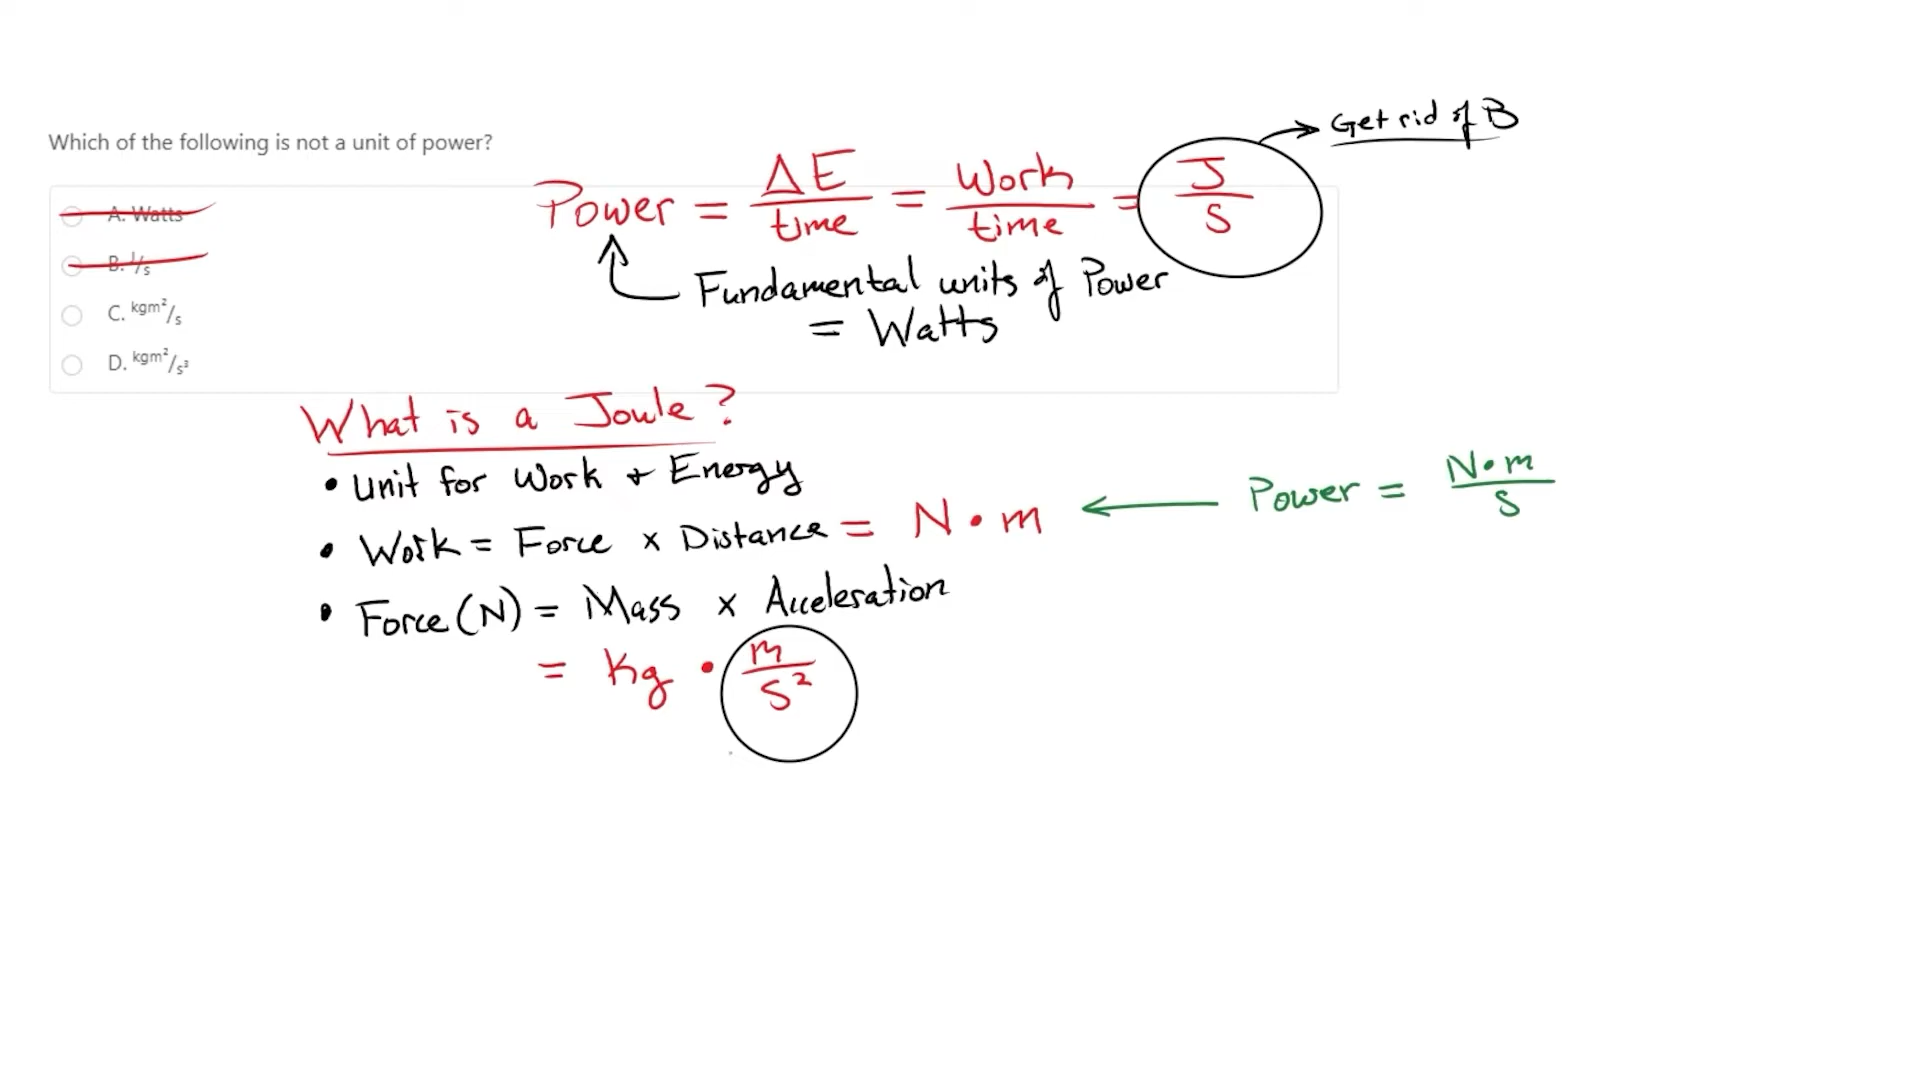 Get rid of B
Which of the following is not a unit of power?
Power = ΔE/time = Work/time = J/s
A. Watts
B. J/s
Fundamental units of Power
= Watts
C. kgm²/s
D. kgm²/s³
What is a Joule?
• Unit for Work + Energy
• Work = Force x Distance = N•m ← Power = N•m/s
• Force (N) = Mass x Acceleration
= Kg • m/s²